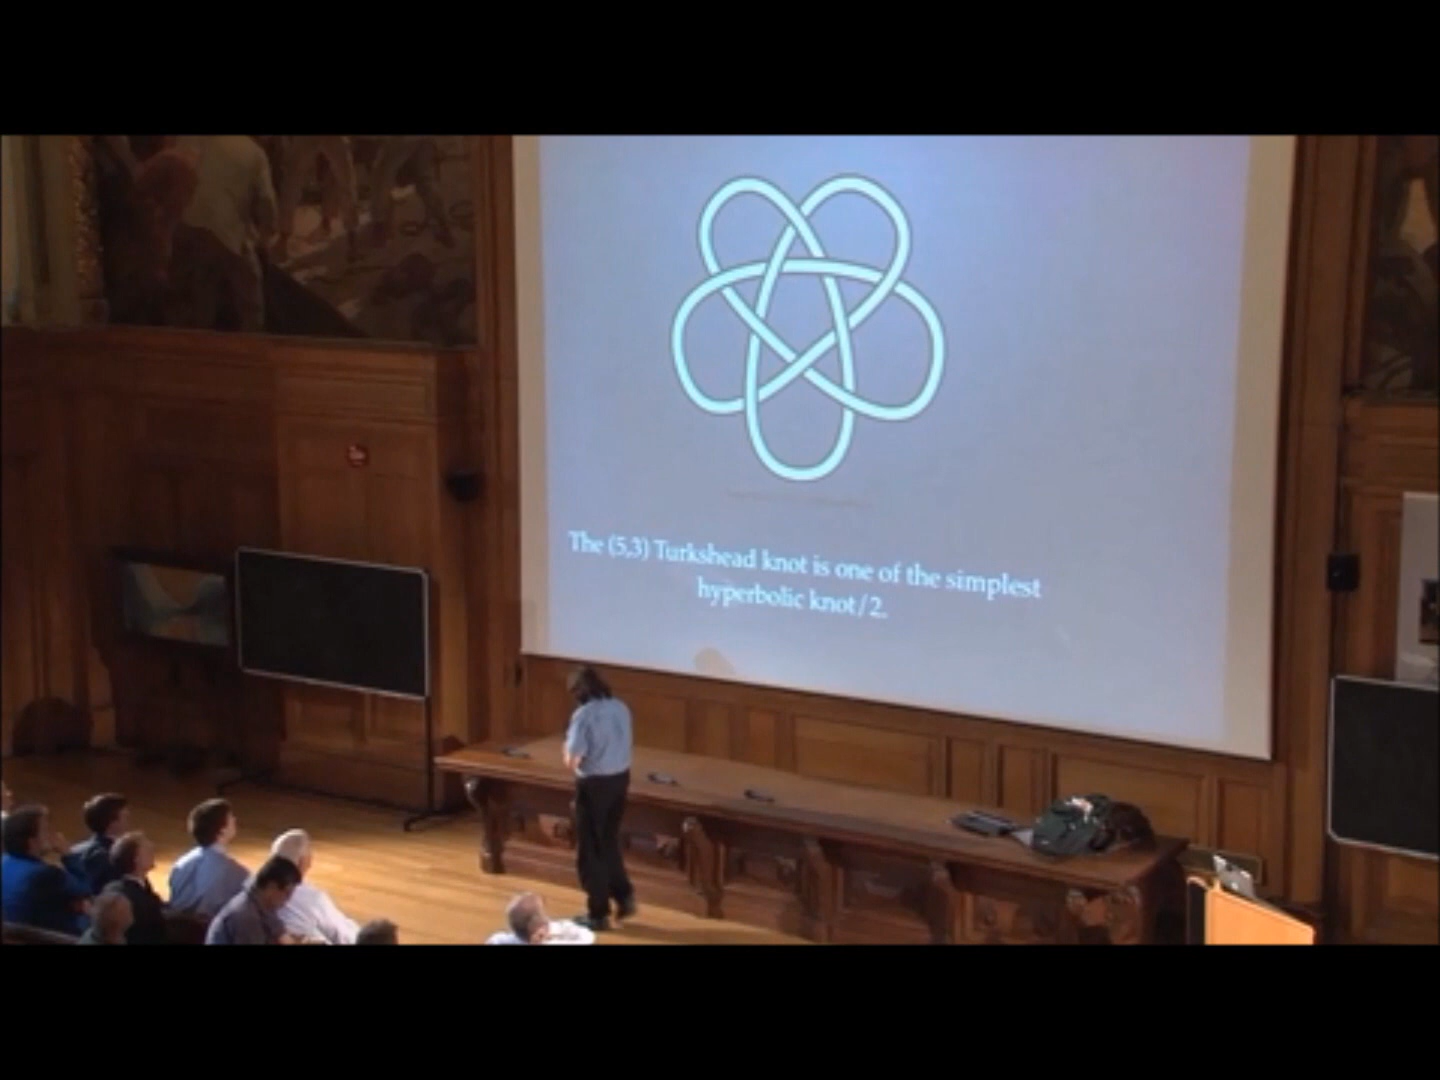 The (5,3) Turkshead knot is one of the simplest
hyperbolic knot/2.